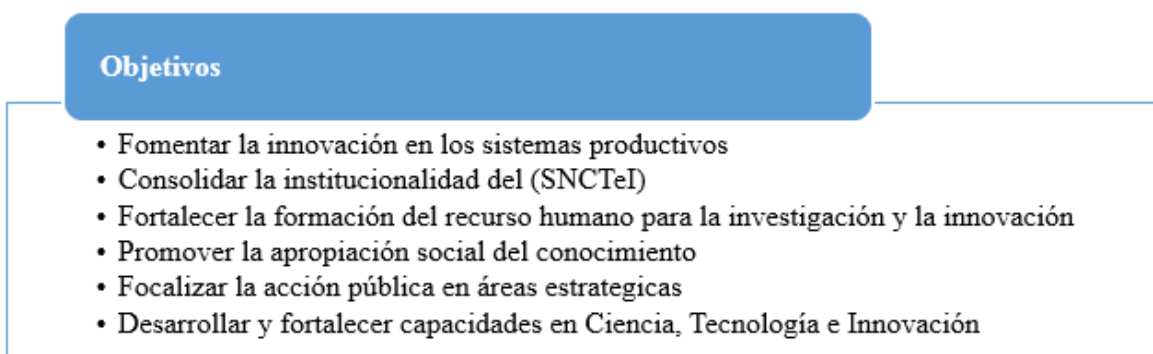 Objetivos
• Fomentar la innovación en los sistemas productivos
• Consolidar la institucionalidad del (SNCTeI)
• Fortalecer la formación del recurso humano para la investigación y la innovación
• Promover la apropiación social del conocimiento
• Focalizar la acción pública en áreas estrategicas
• Desarrollar y fortalecer capacidades en Ciencia, Tecnología e Innovación